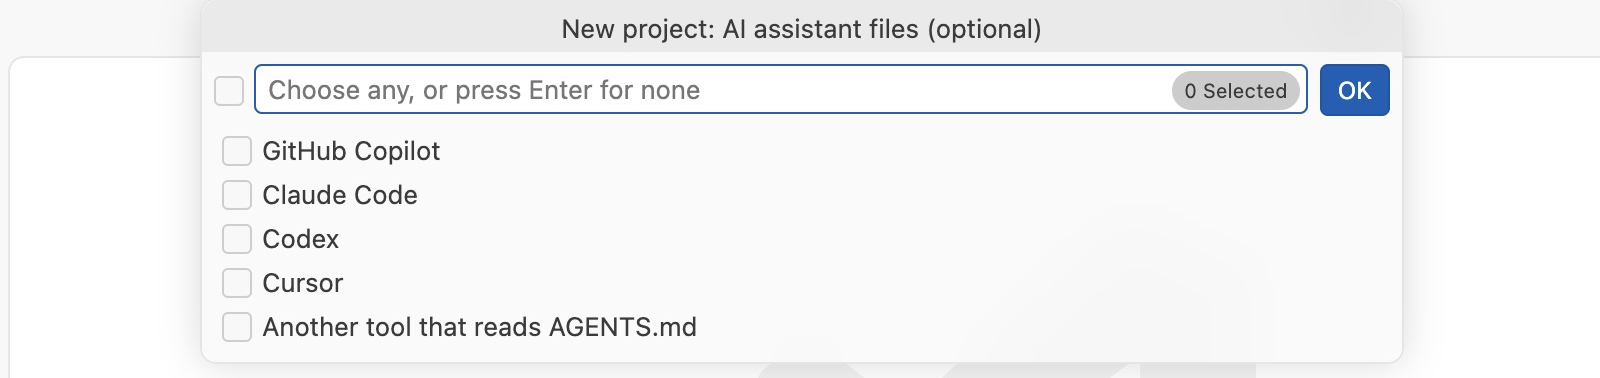 New project: AI assistant files (optional)
Choose any, or press Enter for none
0 Selected
OK
GitHub Copilot
Claude Code
Codex
Cursor
Another tool that reads AGENTS.md